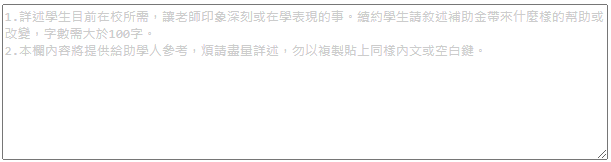 1.詳述學生目前在校所需，讓老師印象深刻或在學表現的事。續約學生請敘述補助金帶來什麼樣的幫助或
改變，字數需大於100字。
2.本欄內容將提供給助學人參考，煩請盡量詳述，勿以複製貼上同樣內文或空白鍵。